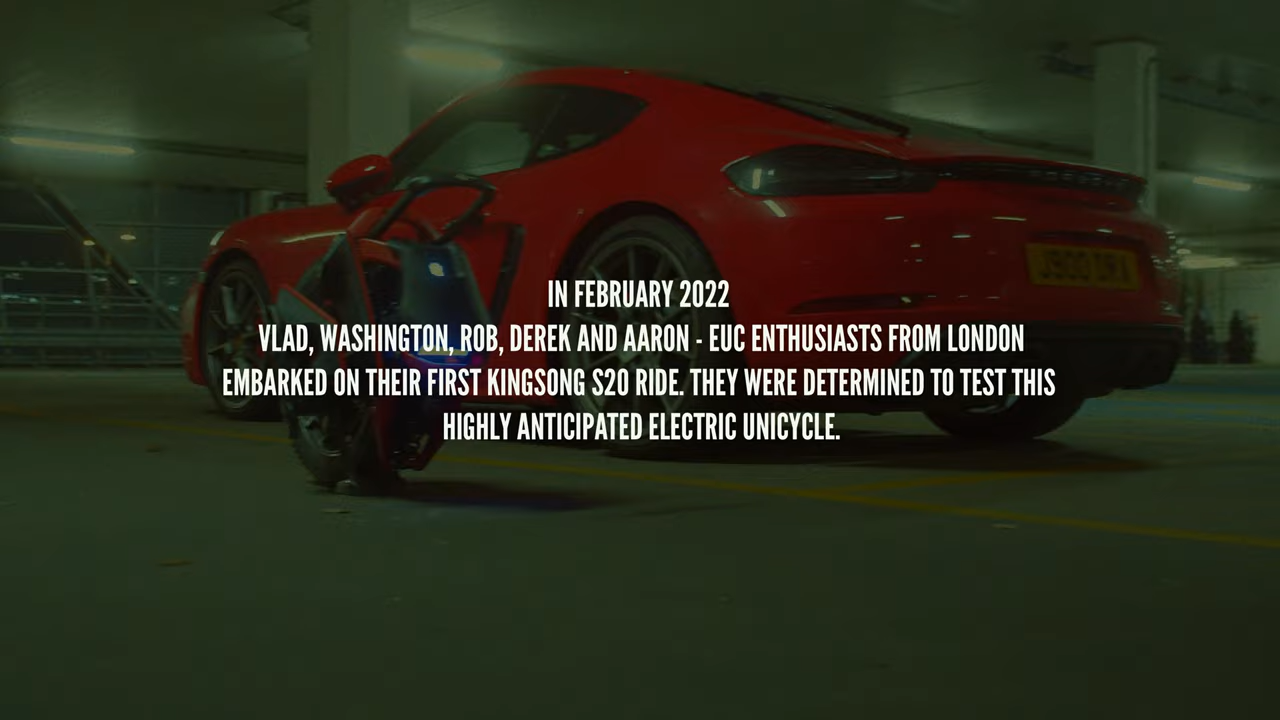 IN FEBRUARY 2022
VLAD, WASHINGTON, ROB, DEREK AND AARON - EUC ENTHUSIASTS FROM LONDON
EMBARKED ON THEIR FIRST KINGSONG S20 RIDE. THEY WERE DETERMINED TO TEST THIS
HIGHLY ANTICIPATED ELECTRIC UNICYCLE.